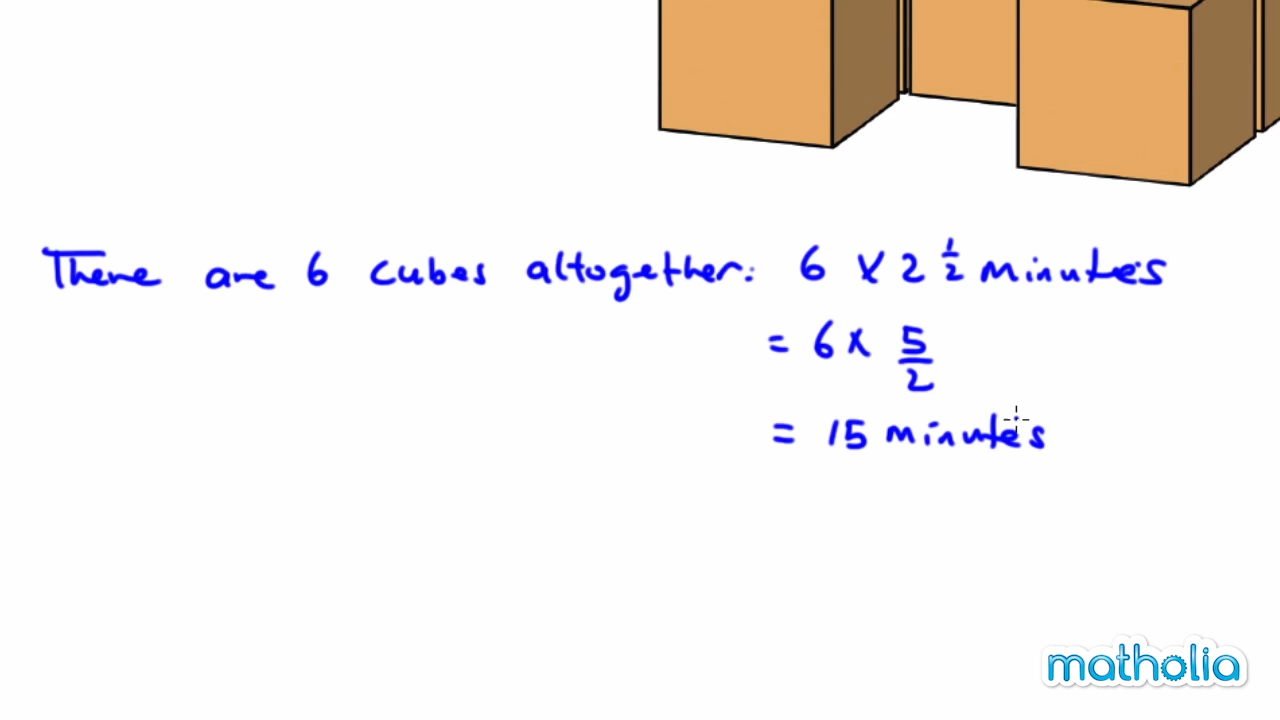 There are 6 cubes altogether. 6 x 2 1/2 minutes
= 6 x 5/2
= 15 minutes
matholia